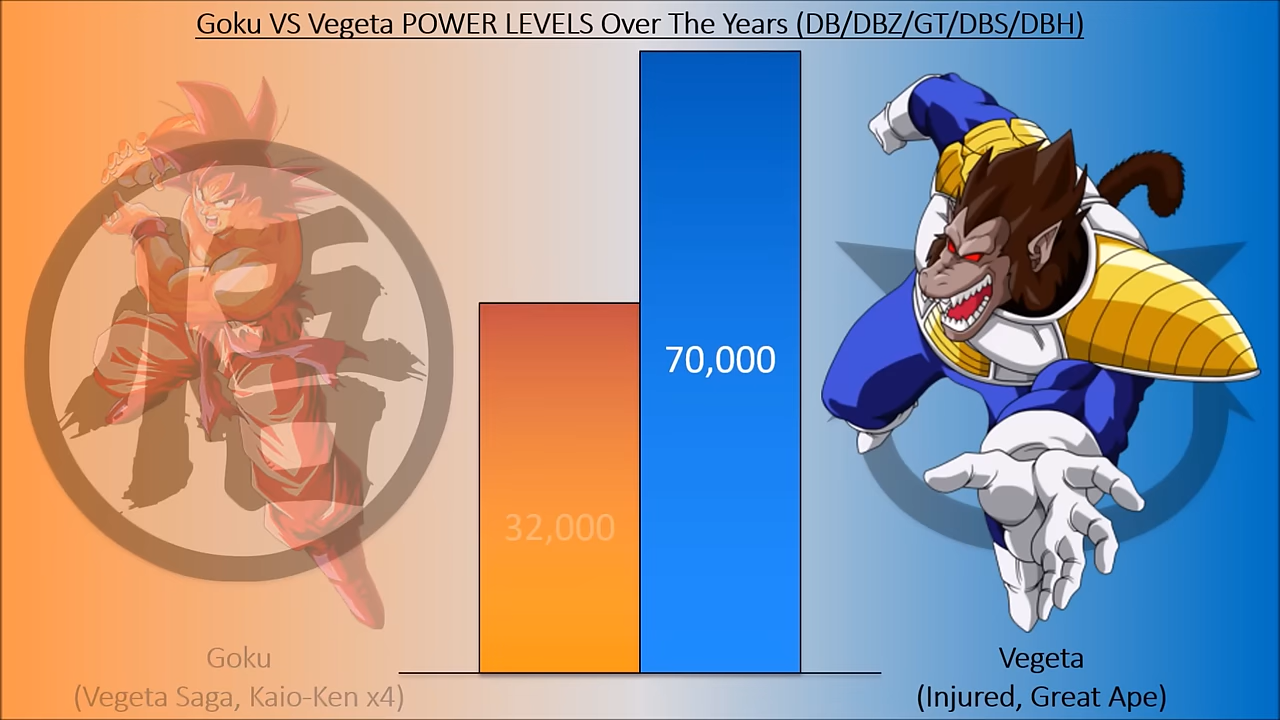 Goku VS Vegeta POWER LEVELS Over The Years (DB/DBZ/GT/DBS/DBH)
70,000
32,000
Goku
(Vegeta Saga, Kaio-Ken x4)
Vegeta
(Injured, Great Ape)